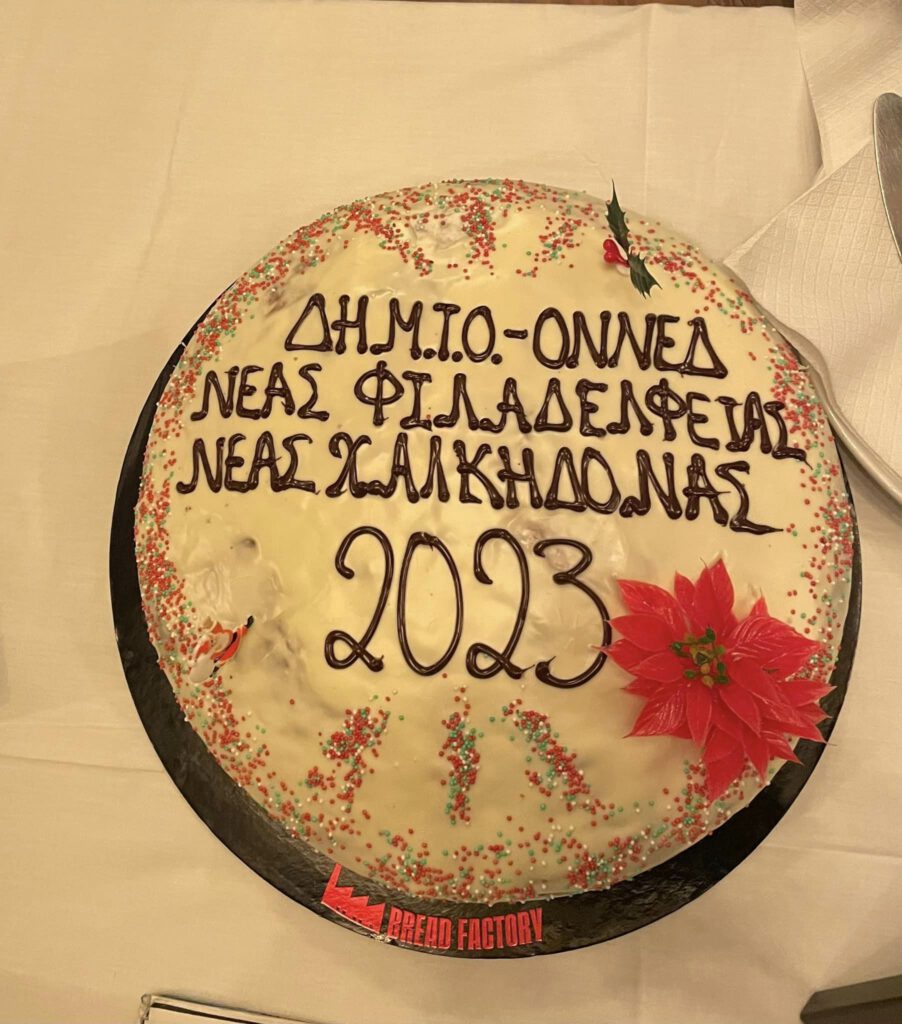 ΔΗ.Μ.Τ.Ο.-ΟΝΝΕΔ
ΝΕΑΣ ΦΙΛΑΔΕΛΦΕΙΑΣ
ΝΕΑΣ ΧΑΛΚΗΔΟΝΑΣ
2023
BREAD FACTORY